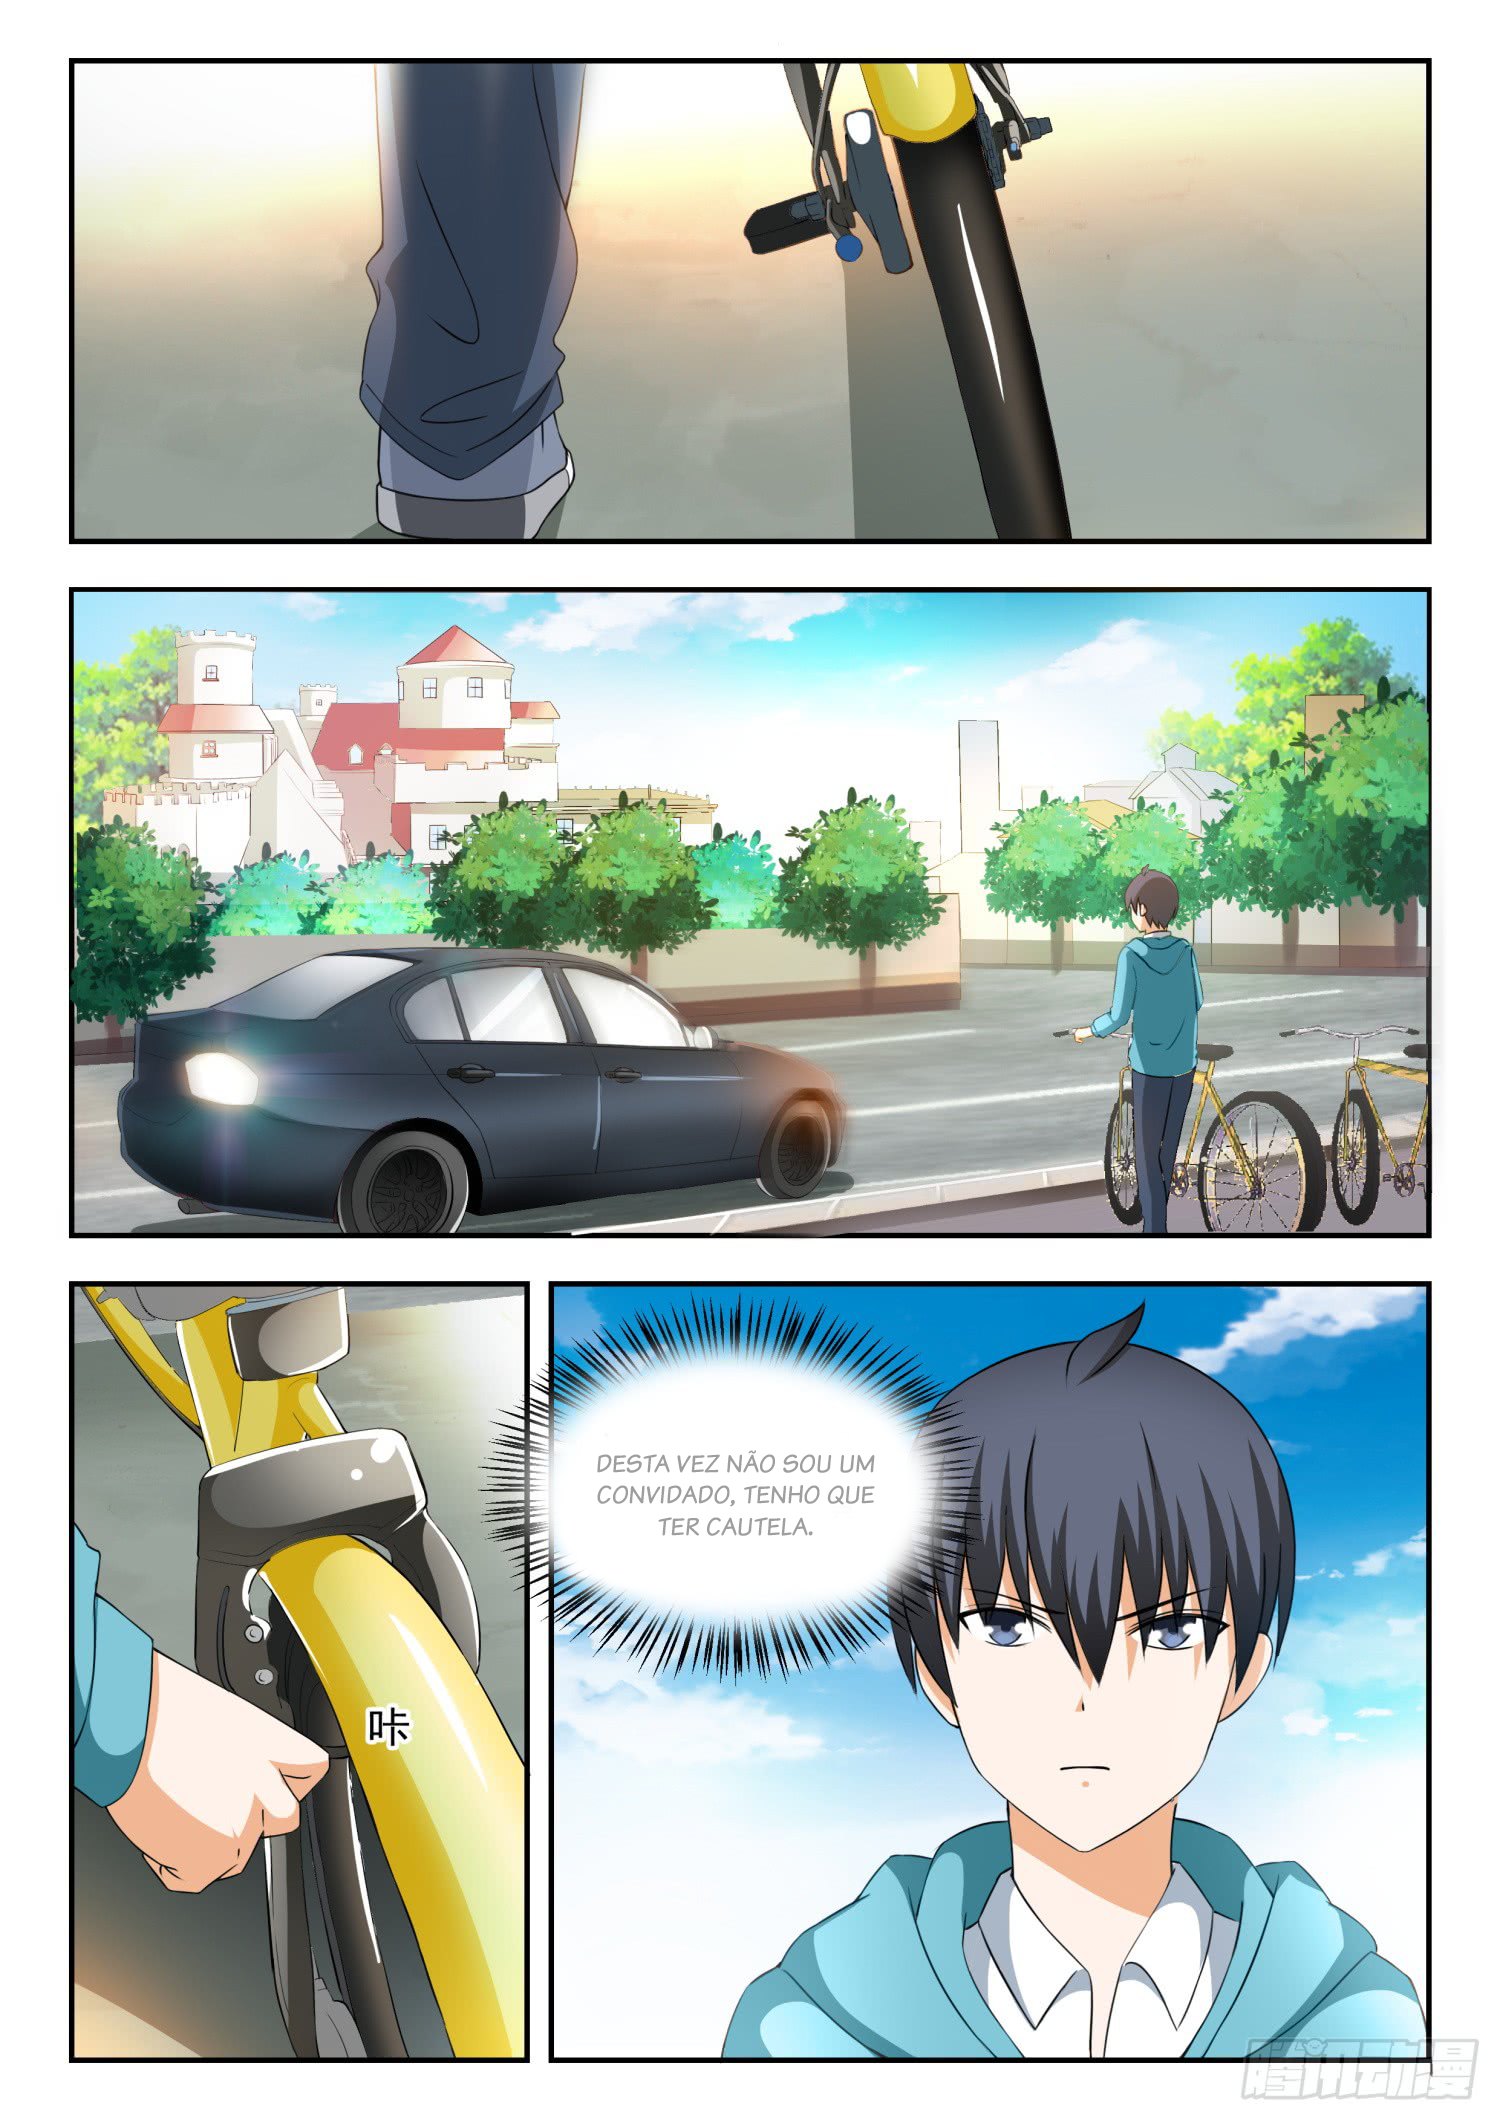 DESTA VEZ NÃO SOU UM
CONVIDADO, TENHO QUE
TER CAUTELA.
咔
腾讯动漫